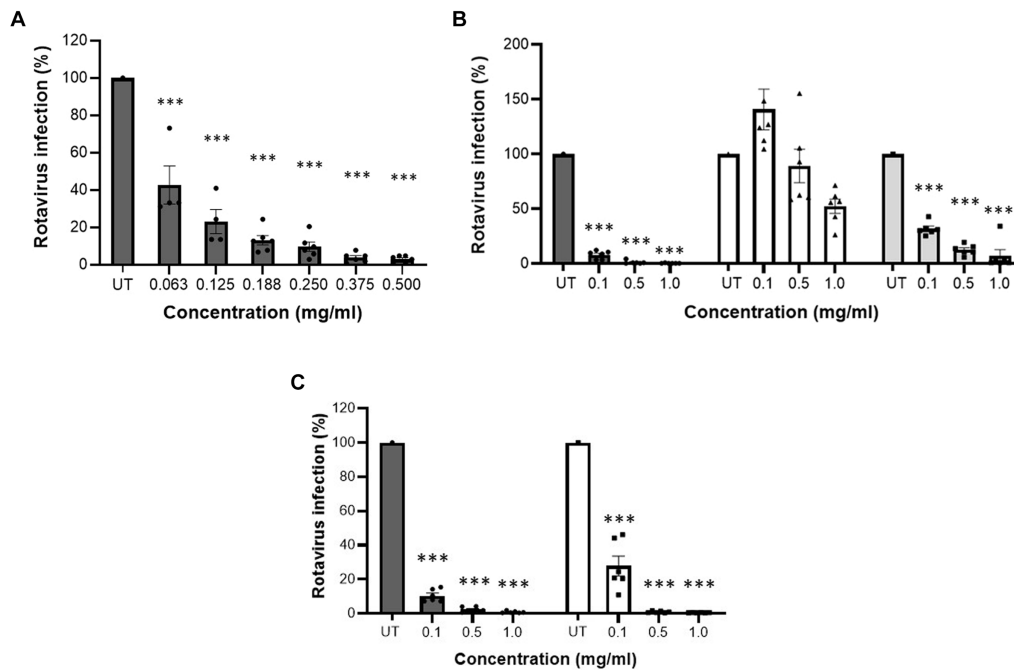 A
Rotavirus infection (%)
120
100
80
60
40
20
0
*** *** *** *** *** ***
UT 0.063 0.125 0.188 0.250 0.375 0.500
Concentration (mg/ml)
B
Rotavirus infection (%)
200
150
100
50
0
*** *** *** *** *** ***
UT 0.1 0.5 1.0 UT 0.1 0.5 1.0 UT 0.1 0.5 1.0
Concentration (mg/ml)
C
Rotavirus infection (%)
120
100
80
60
40
20
0
*** *** *** *** *** ***
UT 0.1 0.5 1.0 UT 0.1 0.5 1.0
Concentration (mg/ml)